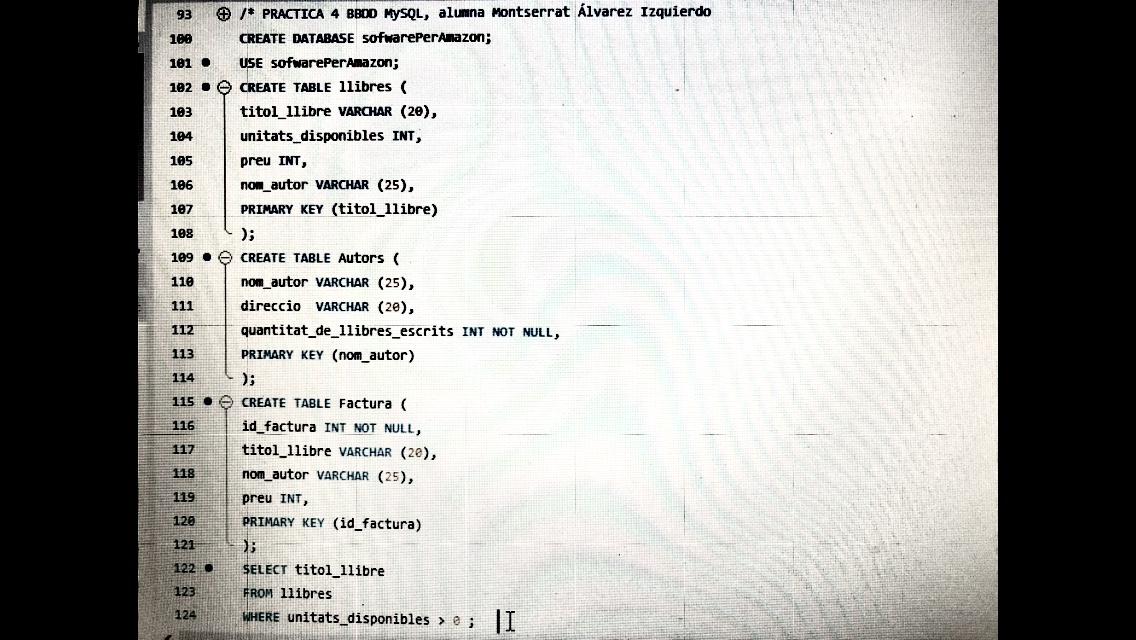 93 /* PRACTICA 4 BBDD MySQL, alumna Montserrat Álvarez Izquierdo
100 CREATE DATABASE sofwarePerAmazon;
101 USE sofwarePerAmazon;
102 CREATE TABLE llibres (
103 titol_llibre VARCHAR (20),
104 unitats_disponibles INT,
105 preu INT,
106 nom_autor VARCHAR (25),
107 PRIMARY KEY (titol_llibre)
108 );
109 CREATE TABLE Autors (
110 nom_autor VARCHAR (25),
111 direccio VARCHAR (20),
112 quantitat_de_llibres_escrits INT NOT NULL,
113 PRIMARY KEY (nom_autor)
114 );
115 CREATE TABLE Factura (
116 id_factura INT NOT NULL,
117 titol_llibre VARCHAR (20),
118 nom_autor VARCHAR (25),
119 preu INT,
120 PRIMARY KEY (id_factura)
121 );
122 SELECT titol_llibre
123 FROM llibres
124 WHERE unitats_disponibles > 0 ;